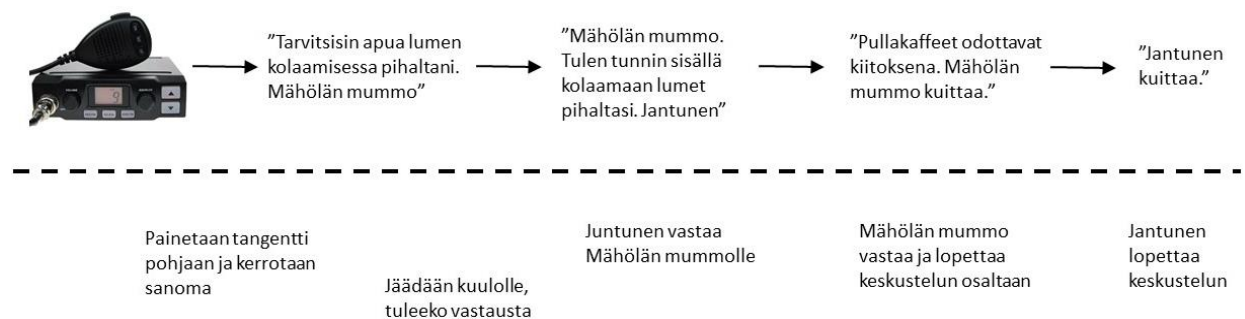 ”Tarvitsisin apua lumen
kolaamisessa pihaltani.
Mähölän mummo”
”Mähölän mummo.
Tulen tunnin sisällä
kolaamaan lumet
pihaltasi. Jantunen”
”Pullakaffeet odottavat
kiitoksena. Mähölän
mummo kuittaa.”
”Jantunen
kuittaa.”
9
Painetaan tangentti
pohjaan ja kerrotaan
sanoma
Jäädään kuulolle,
tuleeko vastausta
Juntunen vastaa
Mähölän mummolle
Mähölän mummo
vastaa ja lopettaa
keskustelun osaltaan
Jantunen
lopettaa
keskustelun